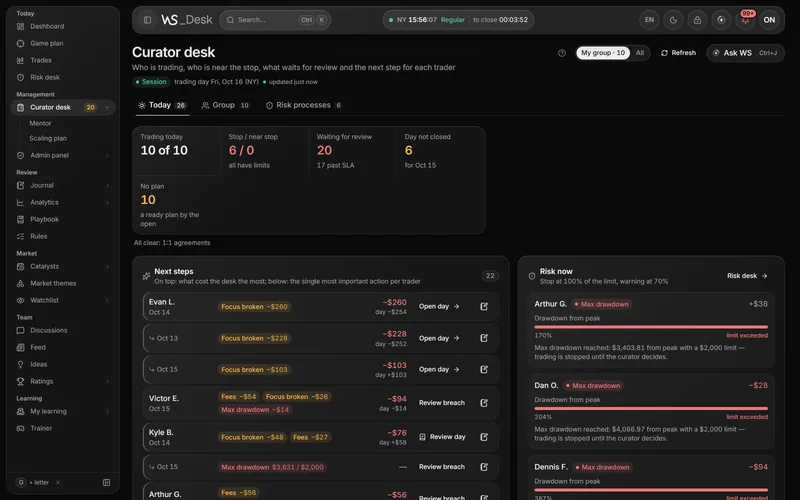 Today
Dashboard
Game plan
Trades
Risk desk
Management
Curator desk 20
Mentor
Scaling plan
Admin panel
Review
Journal
Analytics
Playbook
Rules
Market
Catalysts
Market themes
Watchlist
Team
Discussions
Feed
Ideas
Ratings
Learning
My learning
Trainer
G + letter ×
WS_Desk
Search... Ctrl K
NY 15:56:07 Regular to close 00:03:52
EN
99+
ON
Curator desk
Who is trading, who is near the stop, what waits for review and the next step for each trader
Session trading day Fri, Oct 16 (NY) • updated just now
My group · 10 All
Refresh
Ask WS Ctrl+J
Today 26
Group 10
Risk processes 6
Trading today
10 of 10
Stop / near stop
6 / 0
all have limits
Waiting for review
20
17 past SLA
Day not closed
6
for Oct 15
No plan
10
a ready plan by the
open
All clear: 1:1 agreements
Next steps
On top: what cost the desk the most; below: the single most important action per trader
22
Evan L.
Oct 14
Focus broken −$260
−$260
day −$254
Open day →
Oct 13
Focus broken −$228
−$228
day −$252
Open day →
Oct 15
Focus broken −$103
−$103
day +$103
Open day →
Victor E.
Oct 15
Fees −$54 Focus broken −$26
Max drawdown −$14
−$94
day −$14
Review breach
Kyle B.
Oct 14
Focus broken −$48 Fees −$27
−$76
day +$58
Review day
Oct 15
Max drawdown $3,631 / $2,000
—
Review breach
Arthur G.
Fees −$56
−$56
Review breach
Risk now
Stop at 100% of the limit, warning at 70%
Risk desk →
Arthur G. Max drawdown +$38
Drawdown from peak
170% limit exceeded
Max drawdown reached: $3,403.81 from peak with a $2,000 limit —
trading is stopped until the curator decides.
Dan O. Max drawdown −$28
Drawdown from peak
204% limit exceeded
Max drawdown reached: $4,086.97 from peak with a $2,000 limit —
trading is stopped until the curator decides.
Dennis F. Max drawdown −$94
Drawdown from peak
387% limit exceeded